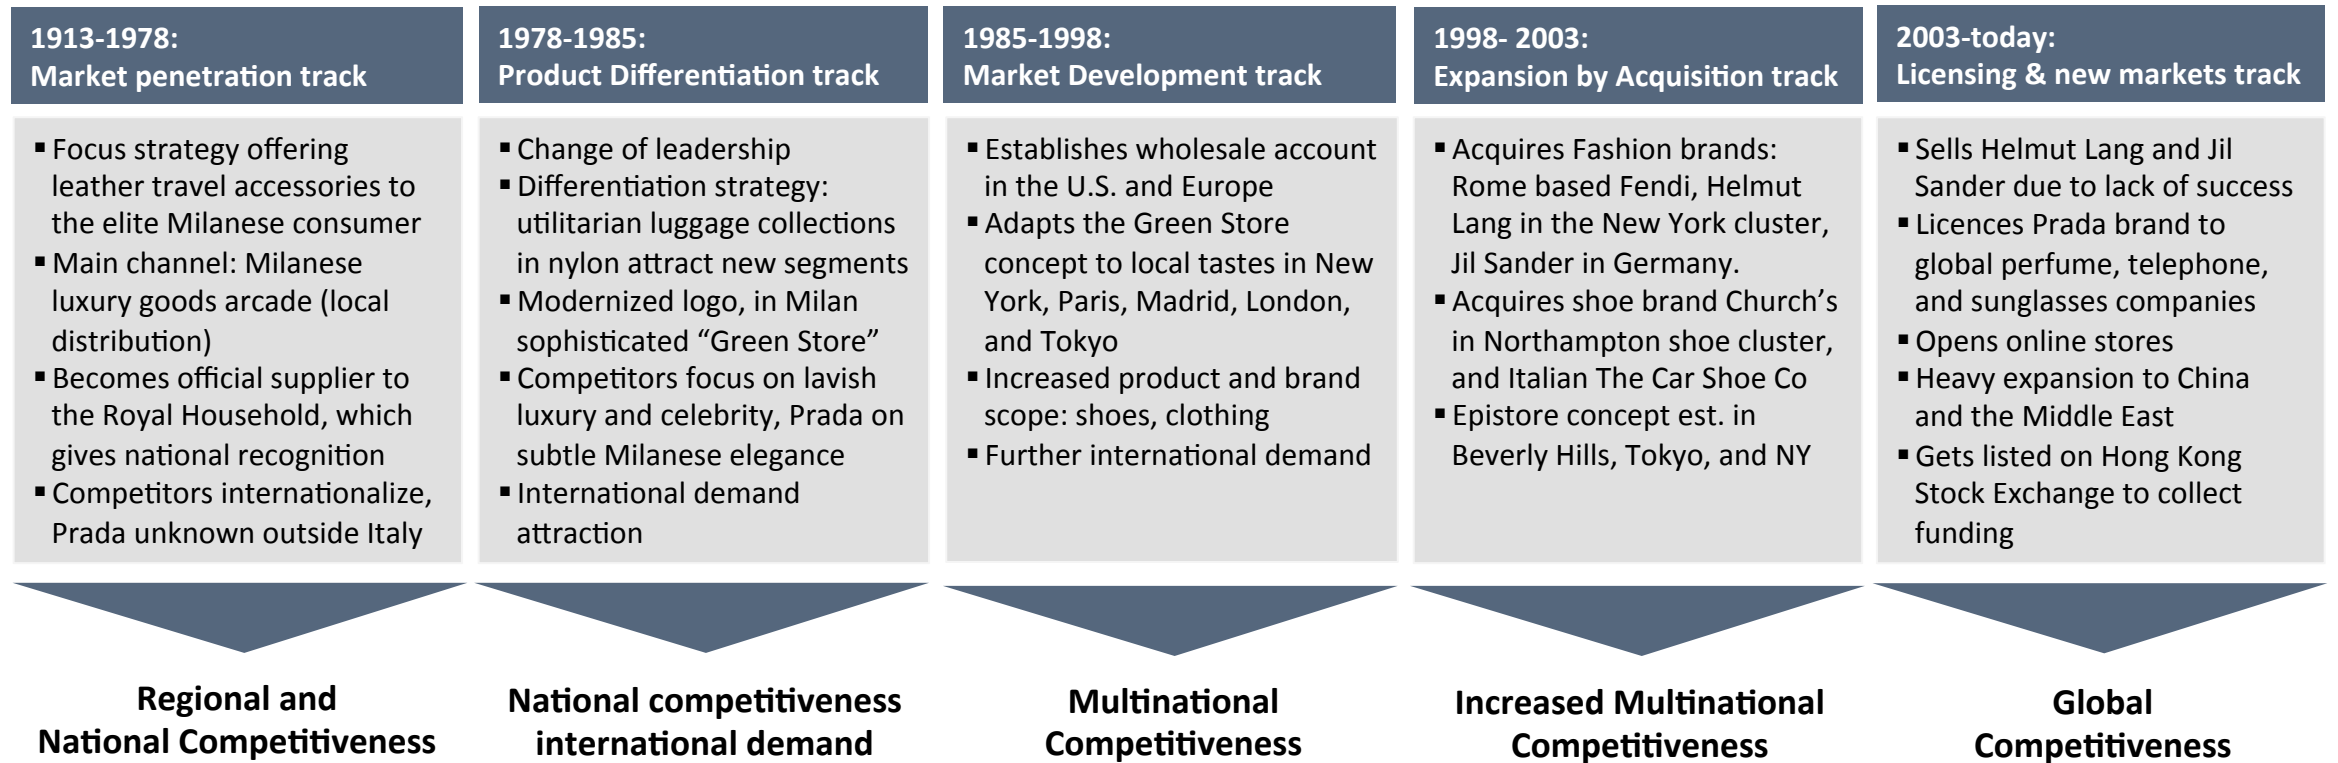 1913-1978:
Market penetration track
▪ Focus strategy offering
leather travel accessories to
the elite Milanese consumer
▪ Main channel: Milanese
luxury goods arcade (local
distribution)
▪ Becomes official supplier to
the Royal Household, which
gives national recognition
▪ Competitors internationalize,
Prada unknown outside Italy
Regional and
National Competitiveness
1978-1985:
Product Differentiation track
▪ Change of leadership
▪ Differentiation strategy:
utilitarian luggage collections
in nylon attract new segments
▪ Modernized logo, in Milan
sophisticated “Green Store”
▪ Competitors focus on lavish
luxury and celebrity, Prada on
subtle Milanese elegance
▪ International demand
attraction
National competitiveness
international demand
1985-1998:
Market Development track
▪ Establishes wholesale account
in the U.S. and Europe
▪ Adapts the Green Store
concept to local tastes in New
York, Paris, Madrid, London,
and Tokyo
▪ Increased product and brand
scope: shoes, clothing
▪ Further international demand
Multinational
Competitiveness
1998- 2003:
Expansion by Acquisition track
▪ Acquires Fashion brands:
Rome based Fendi, Helmut
Lang in the New York cluster,
Jil Sander in Germany.
▪ Acquires shoe brand Church’s
in Northampton shoe cluster,
and Italian The Car Shoe Co
▪ Epistore concept est. in
Beverly Hills, Tokyo, and NY
Increased Multinational
Competitiveness
2003-today:
Licensing & new markets track
▪ Sells Helmut Lang and Jil
Sander due to lack of success
▪ Licences Prada brand to
global perfume, telephone,
and sunglasses companies
▪ Opens online stores
▪ Heavy expansion to China
and the Middle East
▪ Gets listed on Hong Kong
Stock Exchange to collect
funding
Global
Competitiveness